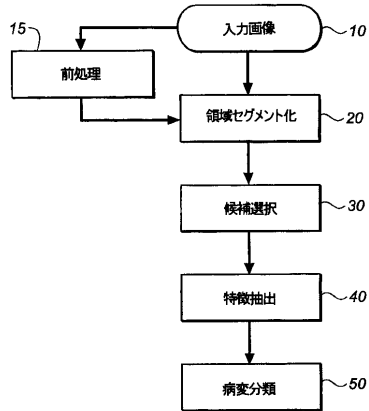 15
入力画像
10
前処理
領域セグメント化
20
候補選択
30
特徴抽出
40
病変分類
50